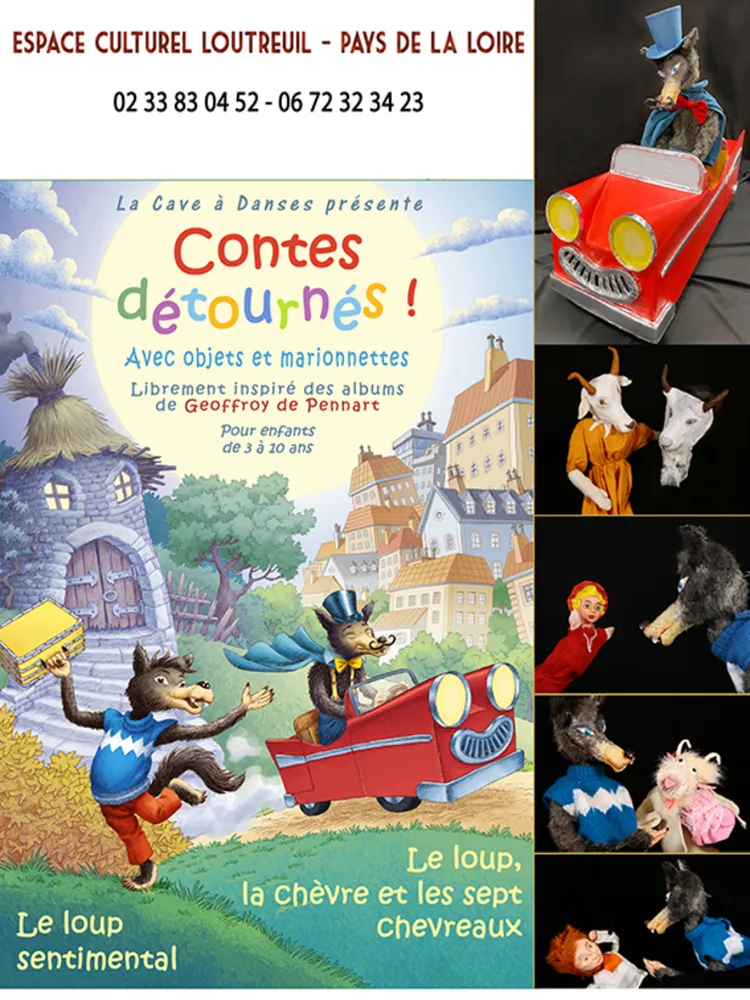 ESPACE CULTUREL LOUTREUIL - PAYS DE LA LOIRE
02 33 83 04 52 - 06 72 32 34 23
La Cave à Danses présente
Contes
détournés !
Avec objets et marionnettes
Librement inspiré des albums
de Geoffroy de Pennart
Pour enfants
de 3 à 10 ans
Le loup,
la chèvre et les sept
chevreaux
Le loup
sentimental